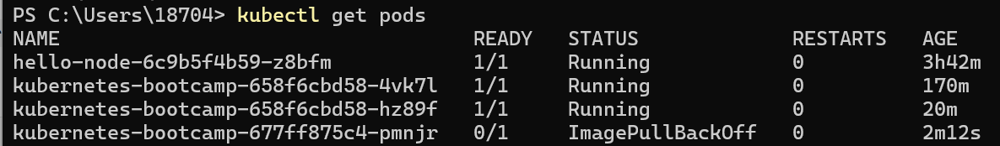 PS C:\Users\18704> kubectl get pods
NAME READY STATUS RESTARTS AGE
hello-node-6c9b5f4b59-z8bfm 1/1 Running 0 3h42m
kubernetes-bootcamp-658f6cbd58-4vk7l 1/1 Running 0 170m
kubernetes-bootcamp-658f6cbd58-hz89f 1/1 Running 0 20m
kubernetes-bootcamp-677ff875c4-pmnjr 0/1 ImagePullBackOff 0 2m12s